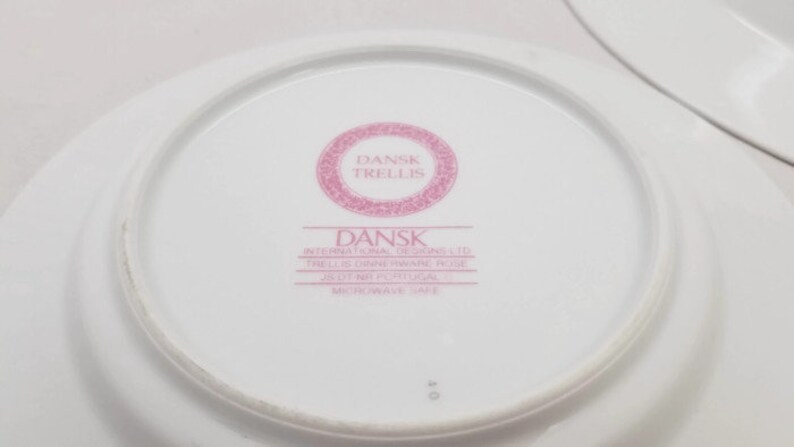 DANSK
TRELLIS
DANSK
INTERNATIONAL DESIGNS LTD.
TRELLIS DINNERWARE ROSE
PORTUGAL
MICROWAVE SAFE